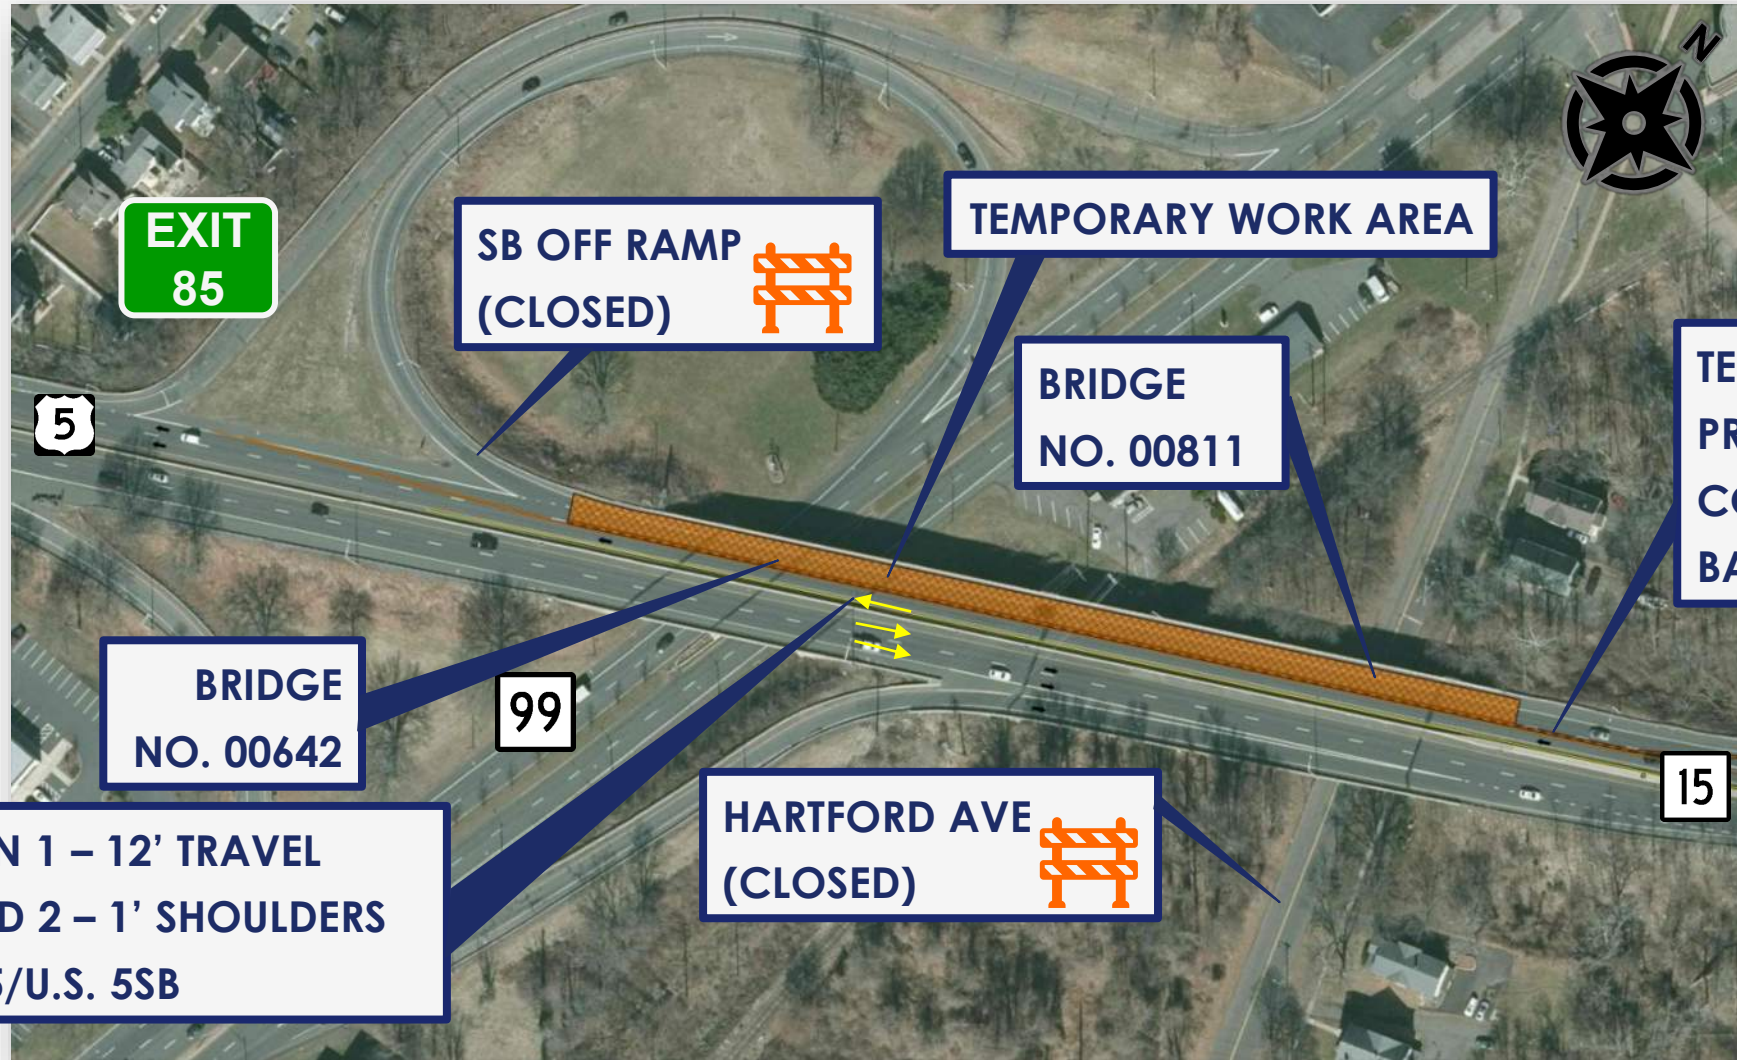 N
EXIT
85
SB OFF RAMP
(CLOSED)
TEMPORARY WORK AREA
BRIDGE
NO. 00811
5
BRIDGE
NO. 00642
99
15
HARTFORD AVE
(CLOSED)
N 1 – 12’ TRAVEL
D 2 – 1’ SHOULDERS
/U.S. 5SB